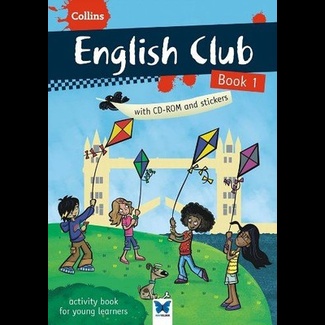 Collins
English Club
Book 1
with CD-ROM and stickers
activity book
for young learners